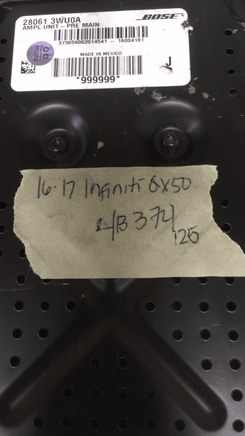 28061 3WU0A
BOSE
AMPL UNIT – PRE MAIN
MADE IN MEXICO
*999999*
J
16-17 Infiniti QX50
125